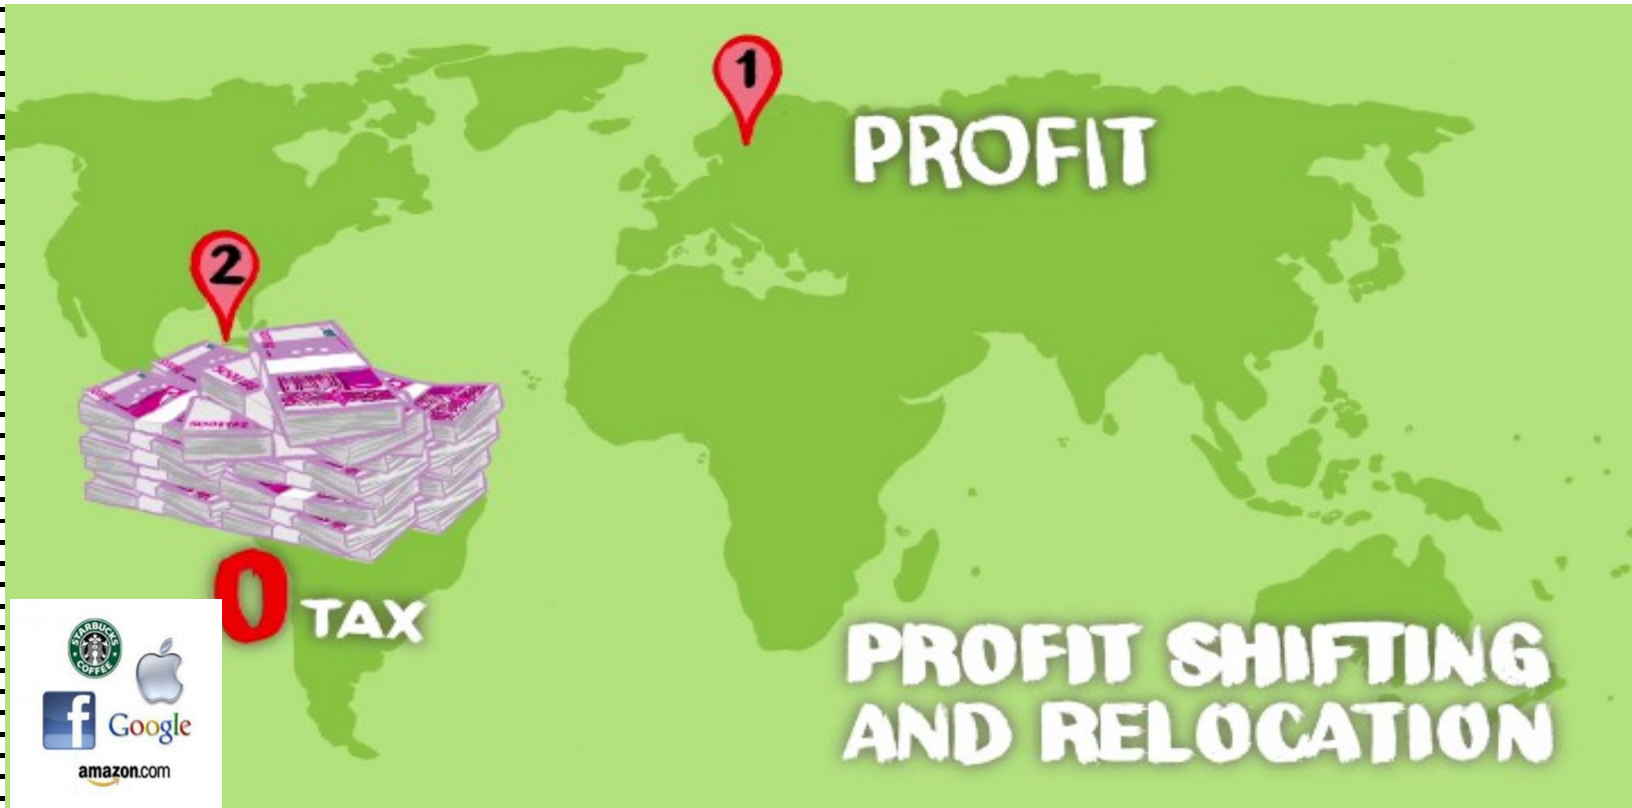 1
PROFIT
2
0 TAX
STARBUCKS
COFFEE
f
Google
amazon.com
PROFIT SHIFTING
AND RELOCATION